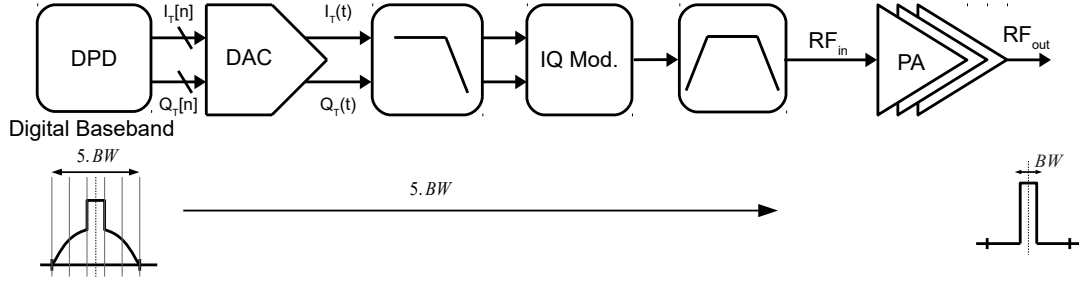 I_T[n]
I_T(t)
DPD
DAC
IQ Mod.
RF_in
PA
RF_out
Q_T[n]
Q_T(t)
Digital Baseband
5.BW
5.BW
BW